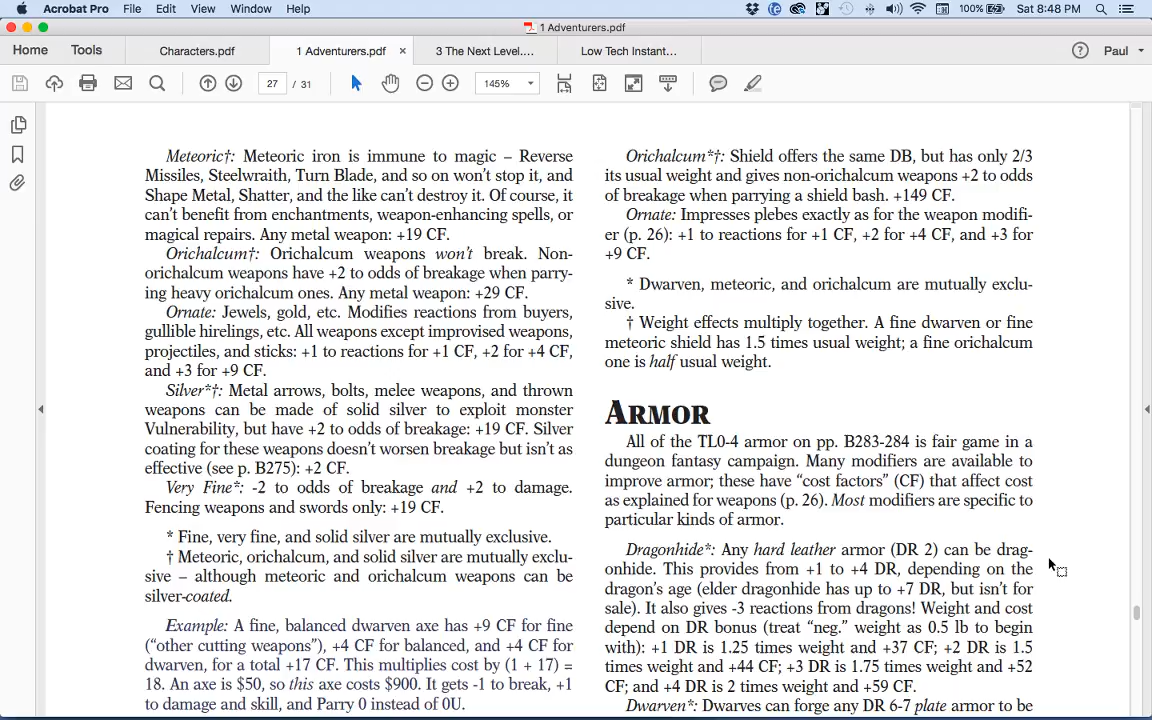 Acrobat Pro File Edit View Window Help 100% Sat 8:48 PM
1 Adventurers.pdf
Home Tools Characters.pdf 1 Adventurers.pdf × 3 The Next Level.... Low Tech Instant... Paul
27 / 31 145%
Meteoric†: Meteoric iron is immune to magic – Reverse
Missiles, Steelwraith, Turn Blade, and so on won't stop it, and
Shape Metal, Shatter, and the like can't destroy it. Of course, it
can't benefit from enchantments, weapon-enhancing spells, or
magical repairs. Any metal weapon: +19 CF.
Orichalcum†: Orichalcum weapons won't break. Non-
orichalcum weapons have +2 to odds of breakage when parry-
ing heavy orichalcum ones. Any metal weapon: +29 CF.
Ornate: Jewels, gold, etc. Modifies reactions from buyers,
gullible hirelings, etc. All weapons except improvised weapons,
projectiles, and sticks: +1 to reactions for +1 CF, +2 for +4 CF,
and +3 for +9 CF.
Silver*†: Metal arrows, bolts, melee weapons, and thrown
weapons can be made of solid silver to exploit monster
Vulnerability, but have +2 to odds of breakage: +19 CF. Silver
coating for these weapons doesn't worsen breakage but isn't as
effective (see p. B275): +2 CF.
Very Fine*: -2 to odds of breakage and +2 to damage.
Fencing weapons and swords only: +19 CF.
* Fine, very fine, and solid silver are mutually exclusive.
† Meteoric, orichalcum, and solid silver are mutually exclu-
sive – although meteoric and orichalcum weapons can be
silver-coated.
Example: A fine, balanced dwarven axe has +9 CF for fine
("other cutting weapons"), +4 CF for balanced, and +4 CF for
dwarven, for a total +17 CF. This multiplies cost by (1 + 17) =
18. An axe is $50, so this axe costs $900. It gets -1 to break, +1
to damage and skill, and Parry 0 instead of 0U.
Orichalcum*†: Shield offers the same DB, but has only 2/3
its usual weight and gives non-orichalcum weapons +2 to odds
of breakage when parrying a shield bash. +149 CF.
Ornate: Impresses plebes exactly as for the weapon modifi-
er (p. 26): +1 to reactions for +1 CF, +2 for +4 CF, and +3 for
+9 CF.
* Dwarven, meteoric, and orichalcum are mutually exclu-
sive.
† Weight effects multiply together. A fine dwarven or fine
meteoric shield has 1.5 times usual weight; a fine orichalcum
one is half usual weight.
ARMOR
All of the TL0-4 armor on pp. B283-284 is fair game in a
dungeon fantasy campaign. Many modifiers are available to
improve armor; these have "cost factors" (CF) that affect cost
as explained for weapons (p. 26). Most modifiers are specific to
particular kinds of armor.
Dragonhide*: Any hard leather armor (DR 2) can be drag-
onhide. This provides from +1 to +4 DR, depending on the
dragon's age (elder dragonhide has up to +7 DR, but isn't for
sale). It also gives -3 reactions from dragons! Weight and cost
depend on DR bonus (treat "neg." weight as 0.5 lb to begin
with): +1 DR is 1.25 times weight and +37 CF; +2 DR is 1.5
times weight and +44 CF; +3 DR is 1.75 times weight and +52
CF; and +4 DR is 2 times weight and +59 CF.
Dwarven*: Dwarves can forge any DR 6-7 plate armor to be